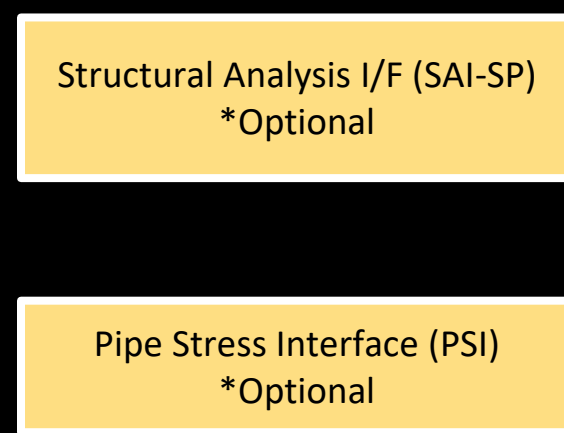 Structural Analysis I/F (SAI-SP)
*Optional
Pipe Stress Interface (PSI)
*Optional